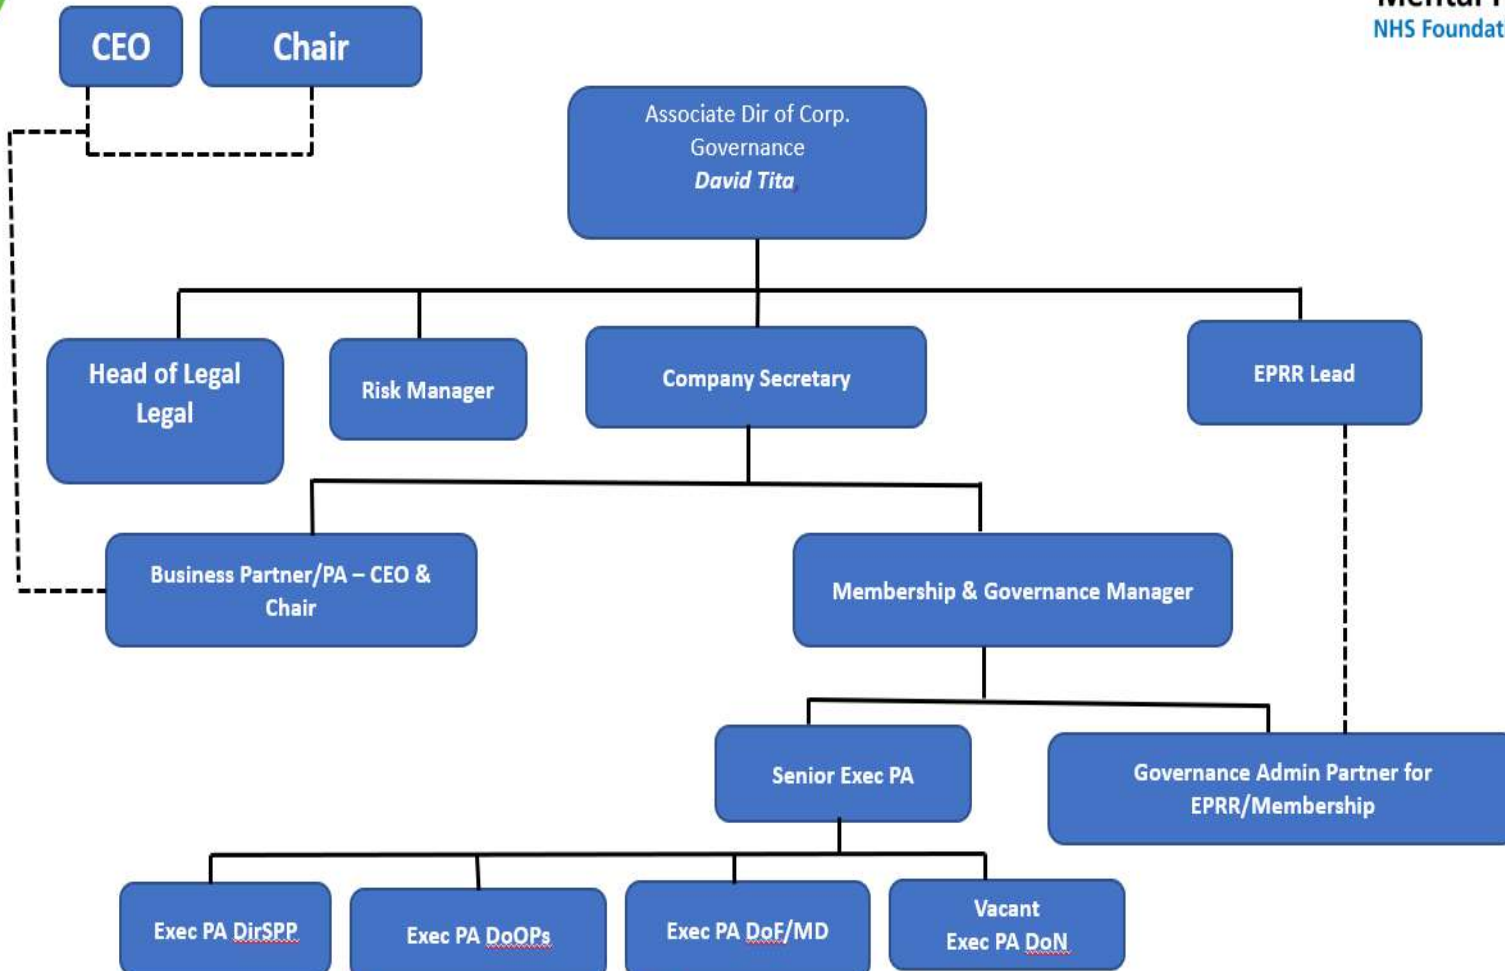 NHS
CEO
Chair
Associate Dir of Corp.
Governance
David Tita,
Head of Legal
Legal
Risk Manager
Company Secretary
EPRR Lead
Business Partner/PA – CEO &
Chair
Membership & Governance Manager
Senior Exec PA
Governance Admin Partner for
EPRR/Membership
Exec PA DirSPP
Exec PA DoOPs
Exec PA DoF/MD
Vacant
Exec PA DoN